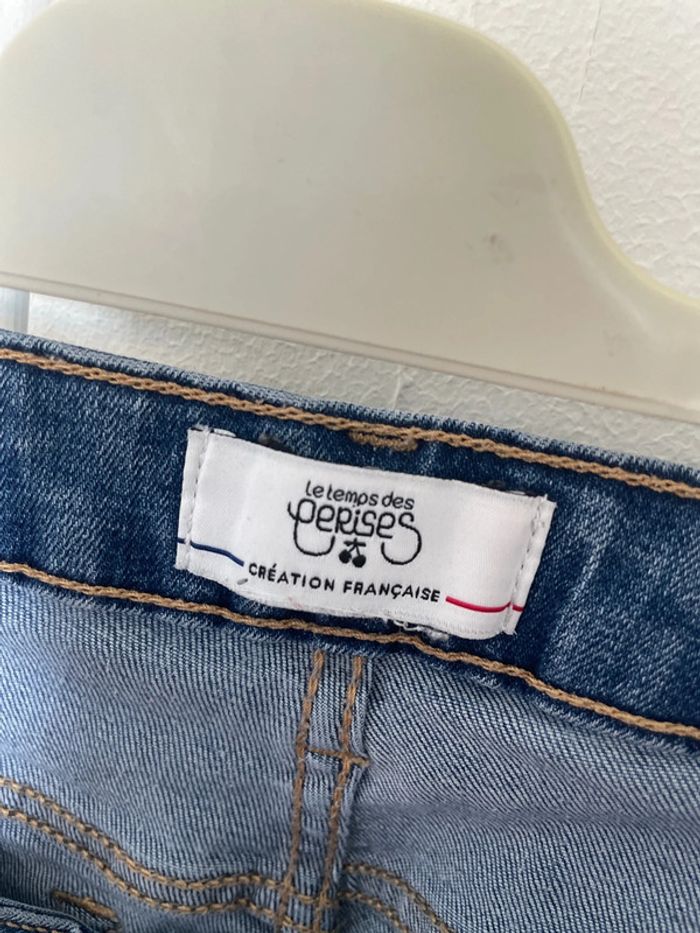 le temps des
cerises
CRÉATION FRANÇAISE